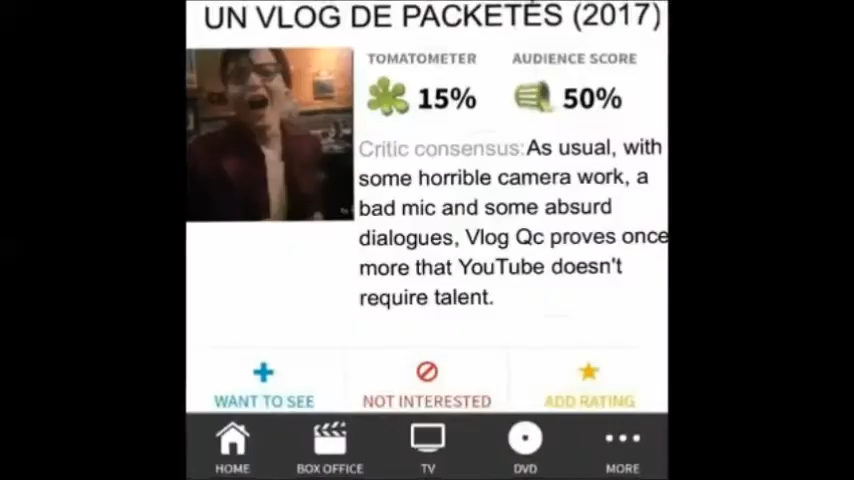 UN VLOG DE PACKETÉS (2017)
TOMATOMETER AUDIENCE SCORE
15% 50%
Critic consensus: As usual, with
some horrible camera work, a
bad mic and some absurd
dialogues, Vlog Qc proves once
more that YouTube doesn't
require talent.
WANT TO SEE NOT INTERESTED ADD RATING
HOME BOX OFFICE TV DVD MORE